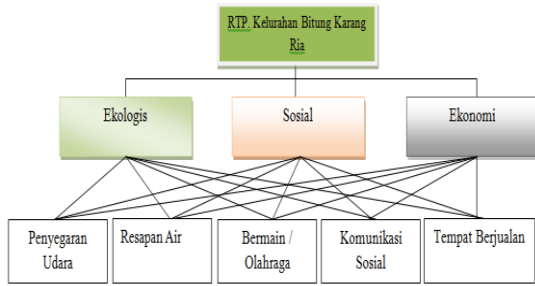 RTP. Kelurahan Bitung Karang
Ria
Ekologis
Sosial
Ekonomi
Penyegaran
Udara
Resapan Air
Bermain /
Olahraga
Komunikasi
Sosial
Tempat Berjualan